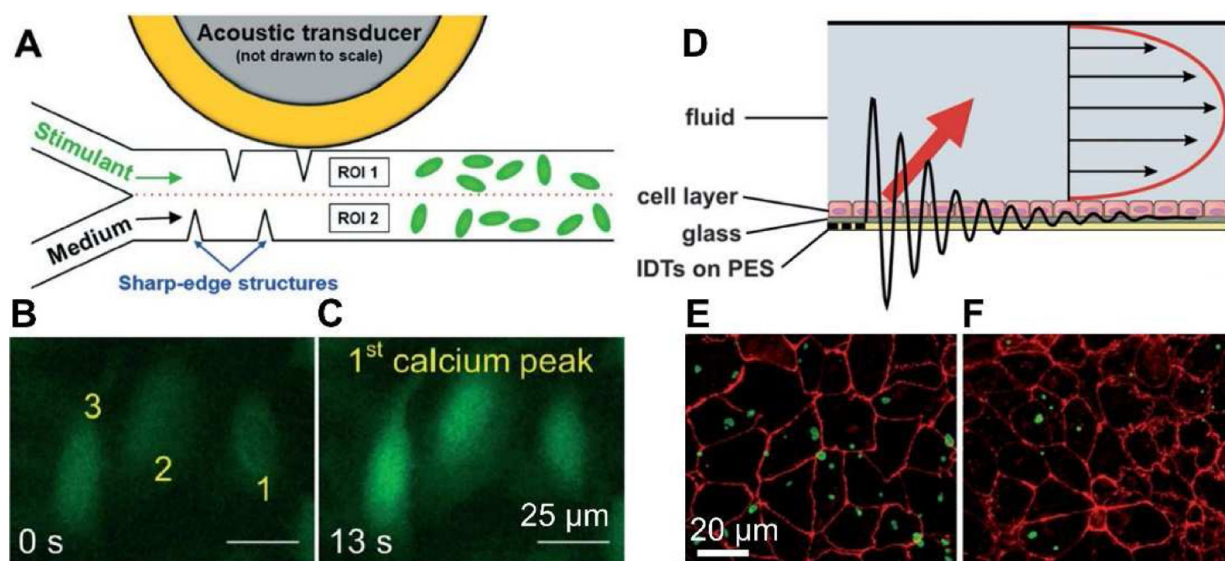 A
Acoustic transducer
(not drawn to scale)
Stimulant
Medium
ROI 1
ROI 2
Sharp-edge structures
B
3
2
1
0 s
C
1st calcium peak
25 µm
13 s
D
fluid
cell layer
glass
IDTs on PES
E
20 µm
F